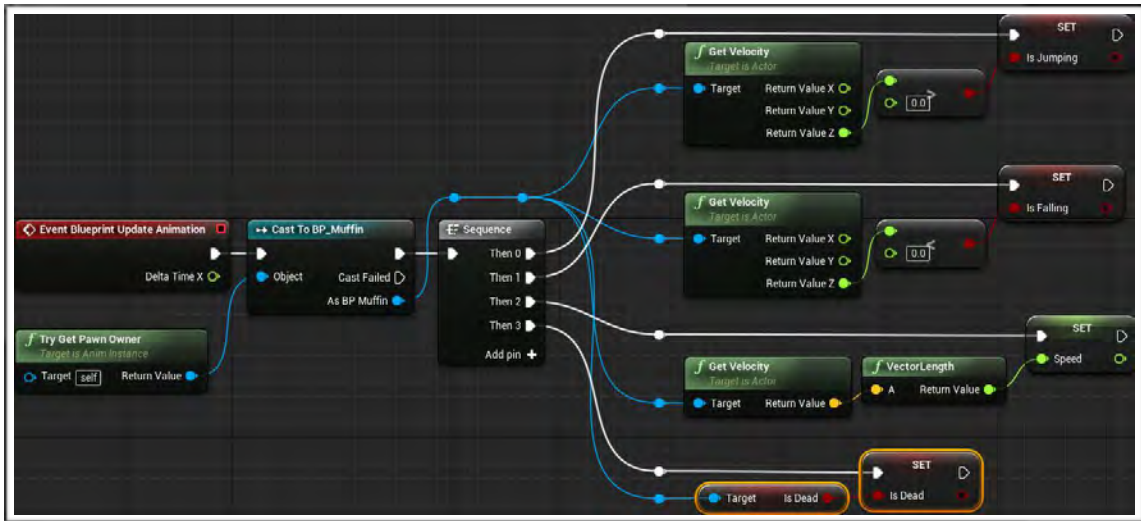 Event Blueprint Update Animation
Delta Time X
Try Get Pawn Owner
Target is Anim Instance
Target self Return Value
Cast To BP_Muffin
Object Cast Failed
As BP Muffin
Sequence
Then 0
Then 1
Then 2
Then 3
Add pin +
Get Velocity
Target is Actor
Target Return Value X
Return Value Y
Return Value Z
>
0.0
SET
Is Jumping
Get Velocity
Target is Actor
Target Return Value X
Return Value Y
Return Value Z
<
0.0
SET
Is Falling
Get Velocity
Target is Actor
Target Return Value
VectorLength
A Return Value
SET
Speed
Target Is Dead
SET
Is Dead